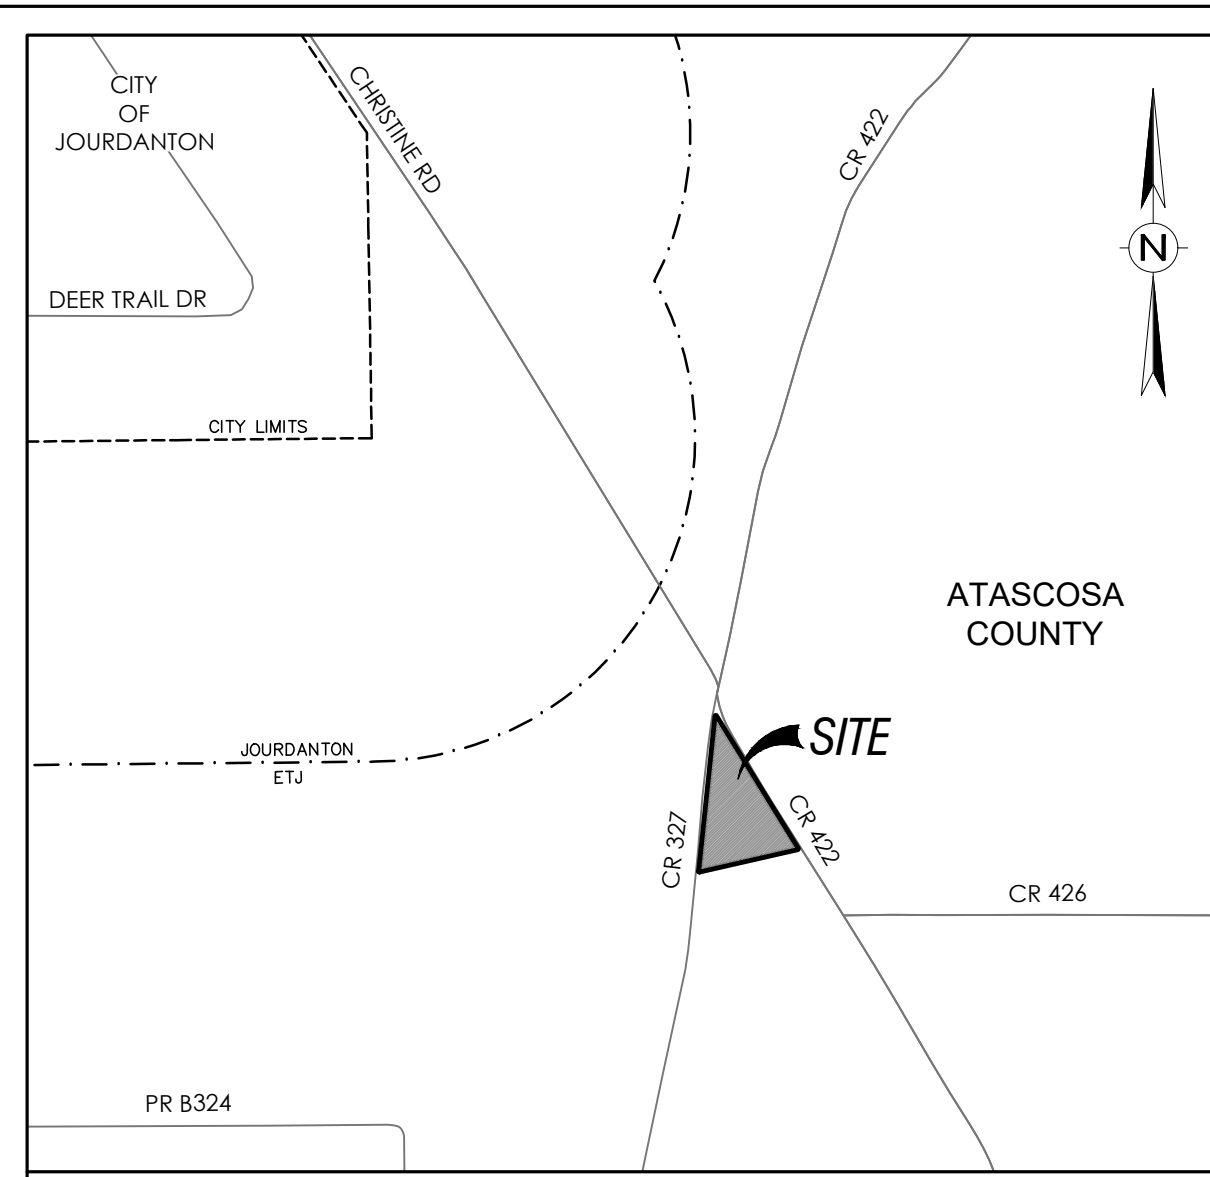 CITY
OF
JOURDANTON
CHRISTINE RD
CR 422
N
DEER TRAIL DR
CITY LIMITS
ATASCOSA
COUNTY
SITE
JOURDANTON
ETJ
CR 327
CR 422
CR 426
PR B324